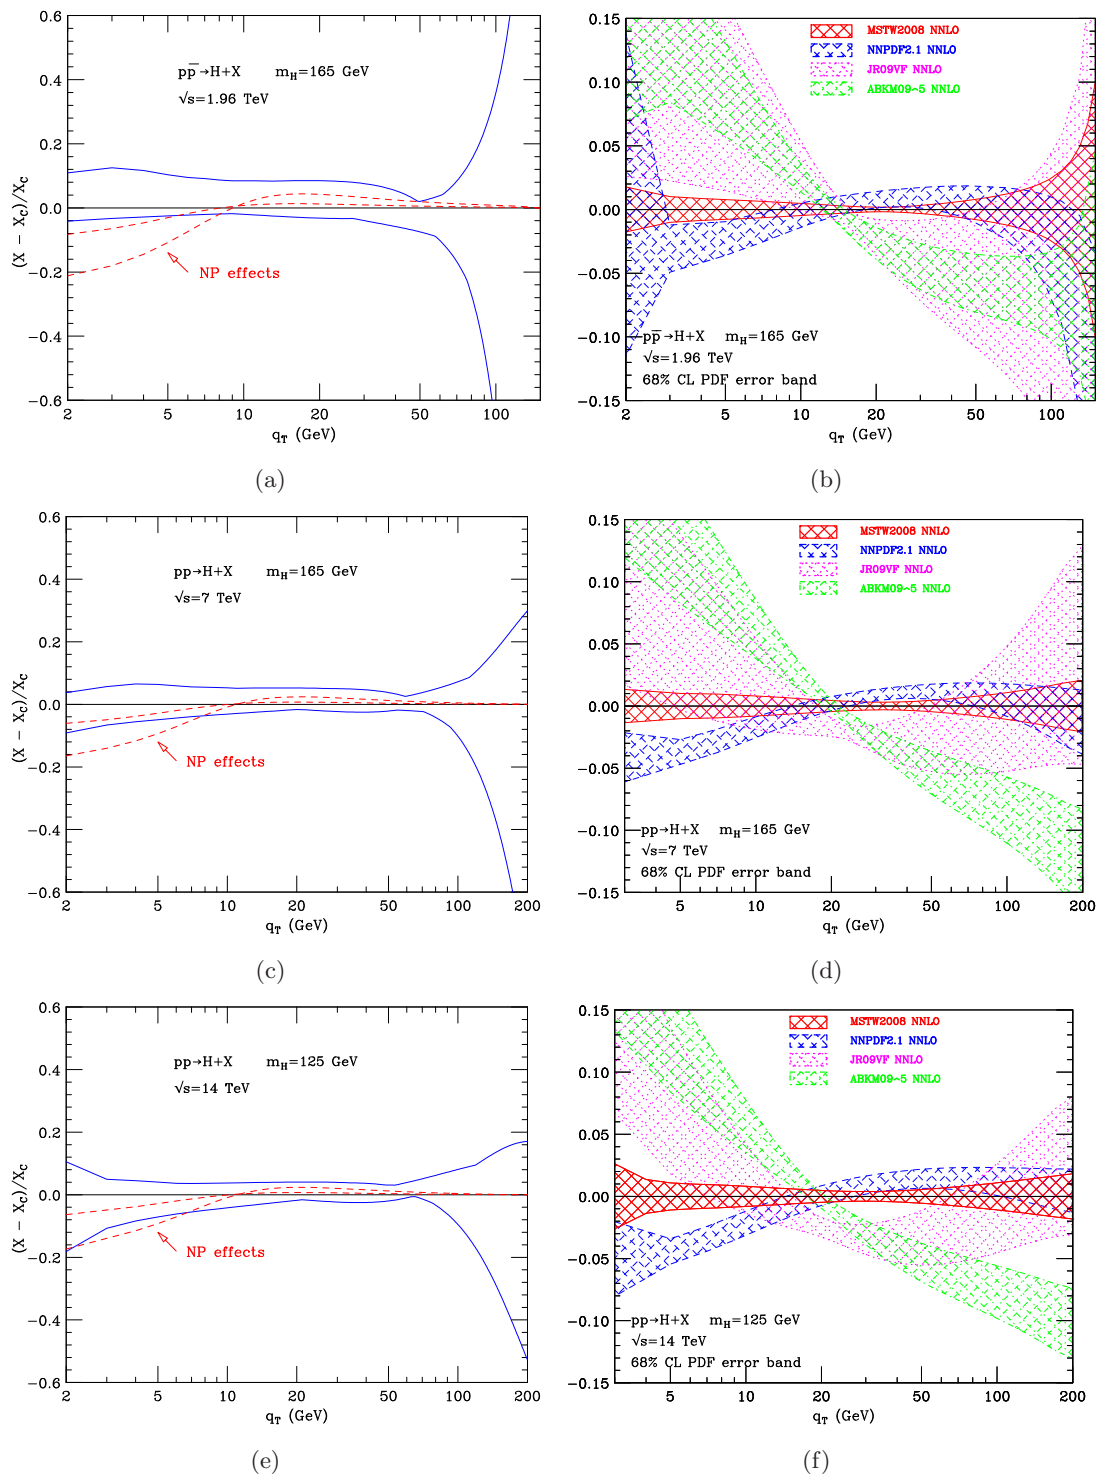 0.6
0.4
0.2
0.0
−0.2
−0.4
−0.6
(X − X_C)/X_C
pp̅→H+X m_H=165 GeV
√s=1.96 TeV
NP effects
2 5 10 20 50 100
q_T (GeV)
(a)
0.15
0.10
0.05
0.00
−0.05
−0.10
−0.15
MSTW2008 NNLO
NNPDF2.1 NNLO
JR09VF NNLO
ABKM09~5 NNLO
pp̅→H+X m_H=165 GeV
√s=1.96 TeV
68% CL PDF error band
2 5 10 20 50 100
q_T (GeV)
(b)
0.6
0.4
0.2
0.0
−0.2
−0.4
−0.6
(X − X_C)/X_C
pp→H+X m_H=165 GeV
√s=7 TeV
NP effects
2 5 10 20 50 100 200
q_T (GeV)
(c)
0.15
0.10
0.05
0.00
−0.05
−0.10
−0.15
MSTW2008 NNLO
NNPDF2.1 NNLO
JR09VF NNLO
ABKM09~5 NNLO
pp→H+X m_H=165 GeV
√s=7 TeV
68% CL PDF error band
5 10 20 50 100 200
q_T (GeV)
(d)
0.6
0.4
0.2
0.0
−0.2
−0.4
−0.6
(X − X_C)/X_C
pp→H+X m_H=125 GeV
√s=14 TeV
NP effects
2 5 10 20 50 100 200
q_T (GeV)
(e)
0.15
0.10
0.05
0.00
−0.05
−0.10
−0.15
MSTW2008 NNLO
NNPDF2.1 NNLO
JR09VF NNLO
ABKM09~5 NNLO
pp→H+X m_H=125 GeV
√s=14 TeV
68% CL PDF error band
5 10 20 50 100 200
q_T (GeV)
(f)